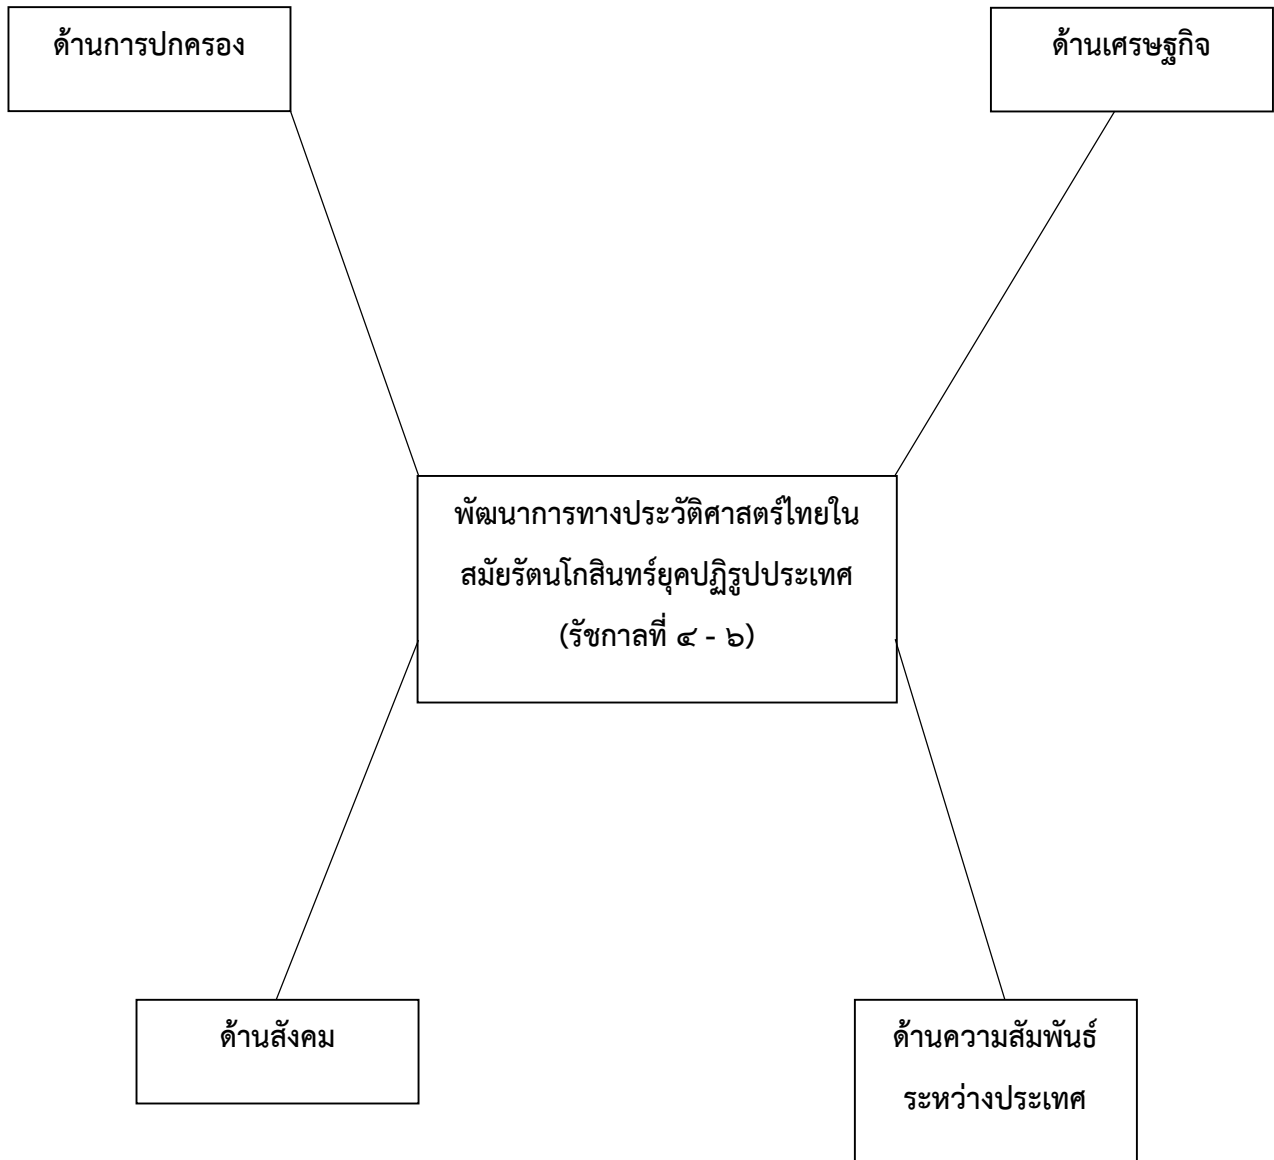 ด้านการปกครอง
ด้านเศรษฐกิจ
พัฒนาการทางประวัติศาสตร์ไทยใน
สมัยรัตนโกสินทร์ยุคปฏิรูปประเทศ
(รัชกาลที่ ๔ - ๖)
ด้านสังคม
ด้านความสัมพันธ์
ระหว่างประเทศ